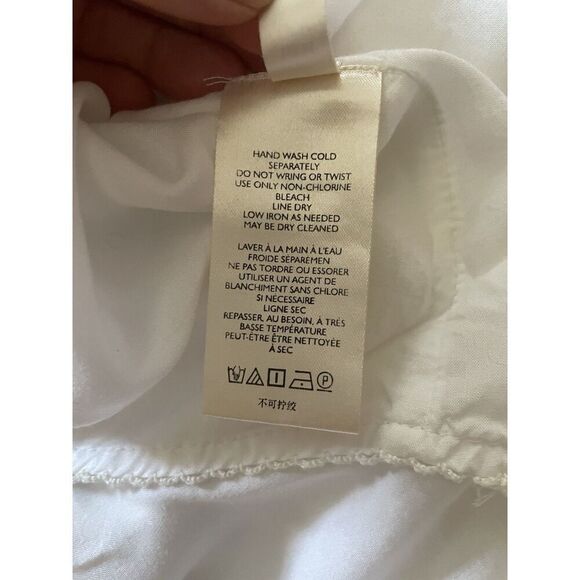 HAND WASH COLD
SEPARATELY
DO NOT WRING OR TWIST
USE ONLY NON-CHLORINE
BLEACH
LINE DRY
LOW IRON AS NEEDED
MAY BE DRY CLEANED
LAVER À LA MAIN À L'EAU
FROIDE SÉPAREMEN
NE PAS TORDRE OU ESSORER
UTILISER UN AGENT DE
BLANCHIMENT SANS CHLORE
SI NÉCESSAIRE
LIGNE SEC
REPASSER, AU BESOIN, À TRÈS
BASSE TEMPÉRATURE
PEUT-ÊTRE ÊTRE NETTOYÉE
À SEC
P
不可拧绞